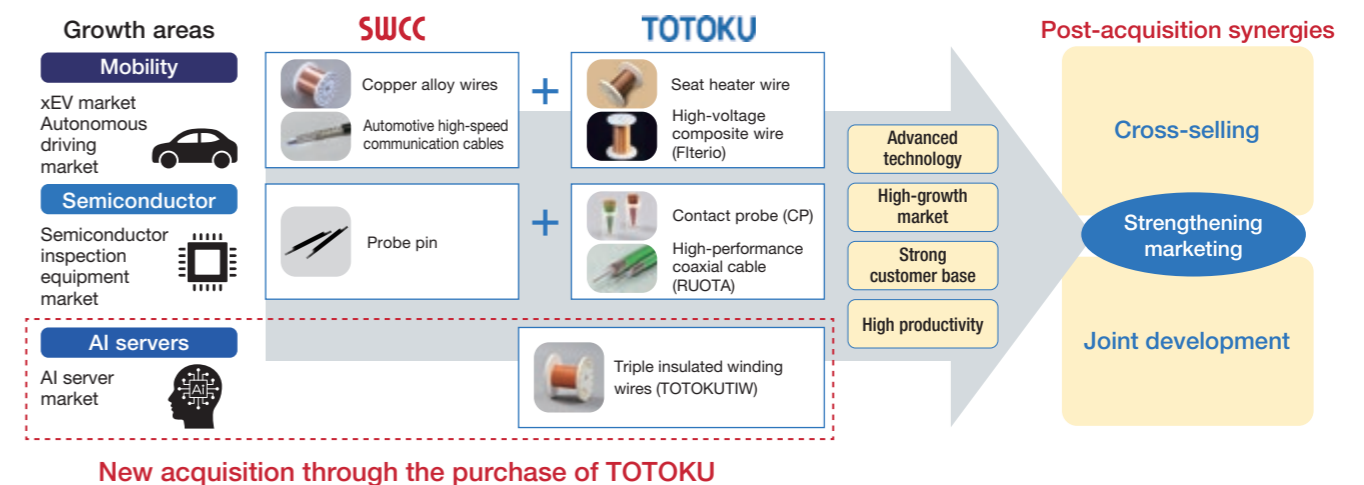 Growth areas
SWCC
TOTOKU
Post-acquisition synergies
Mobility
xEV market
Autonomous
driving
market
Copper alloy wires
Automotive high-speed
communication cables
+
Seat heater wire
High-voltage
composite wire
(FIterio)
Semiconductor
Semiconductor
inspection
equipment
market
Probe pin
+
Contact probe (CP)
High-performance
coaxial cable
(RUOTA)
AI servers
AI server
market
AI
Triple insulated winding
wires (TOTOKUTIW)
Advanced
technology
High-growth
market
Strong
customer base
High productivity
Cross-selling
Strengthening
marketing
Joint development
New acquisition through the purchase of TOTOKU